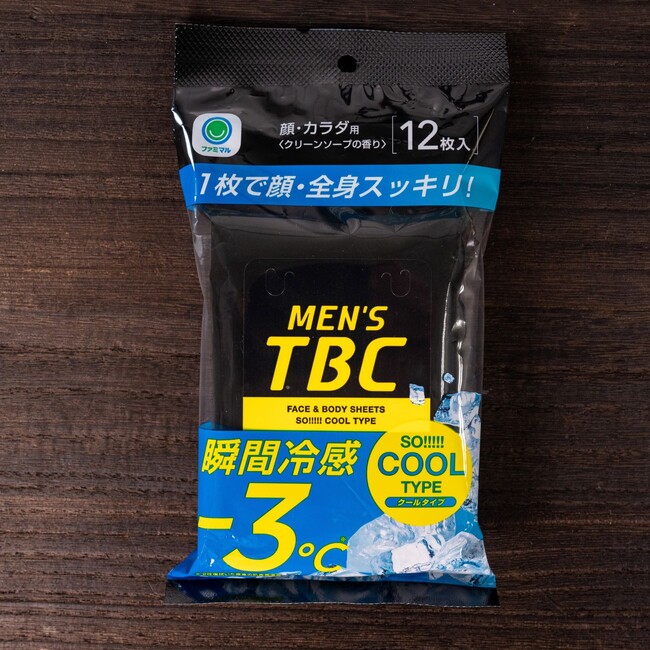 ファミマル
顔・カラダ用
〈クリーンソープの香り〉
12枚入
1枚で顔・全身スッキリ!
MEN'S
TBC
FACE & BODY SHEETS
SO!!!!! COOL TYPE
瞬間冷感
-3℃
SO!!!!!
COOL
TYPE
クールタイプ